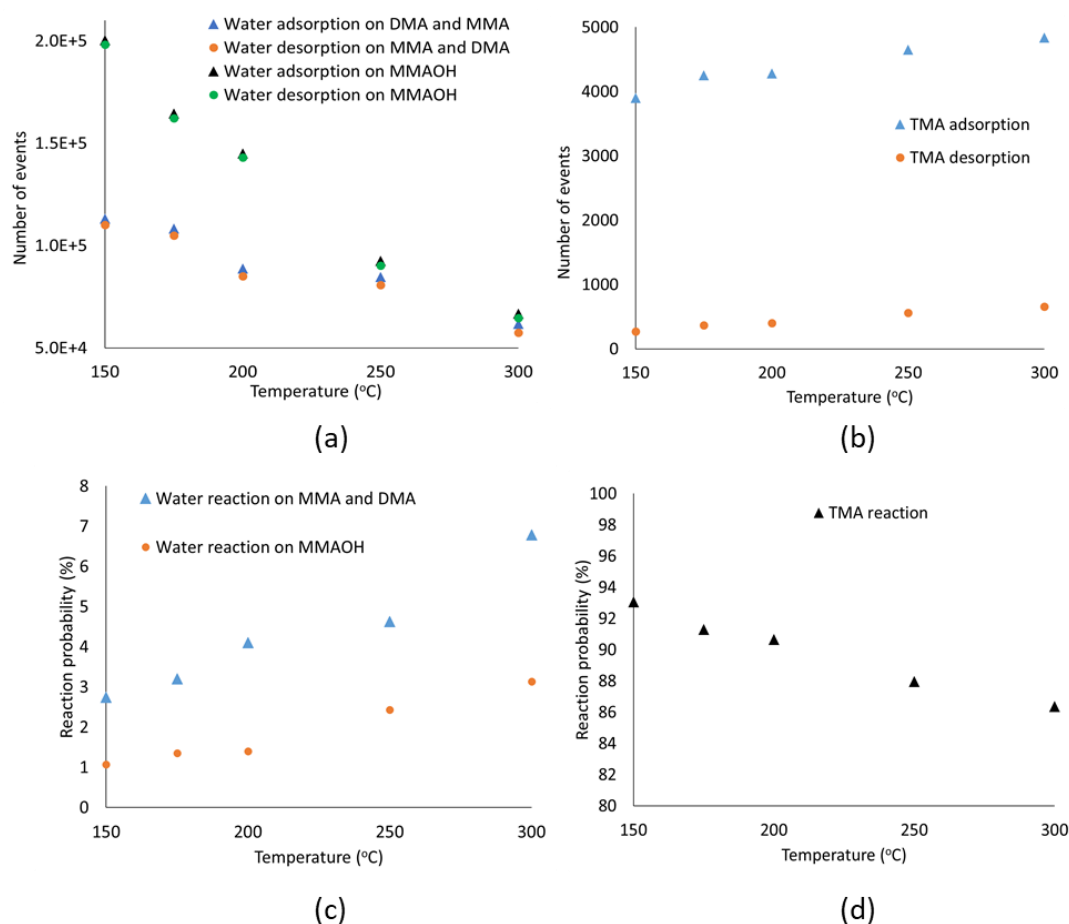 Water adsorption on DMA and MMA
Water desorption on MMA and DMA
Water adsorption on MMAOH
Water desorption on MMAOH
Number of events
2.0E+5
1.5E+5
1.0E+5
5.0E+4
150
200
250
300
Temperature (°C)
(a)
TMA adsorption
TMA desorption
Number of events
5000
4000
3000
2000
1000
0
150
200
250
300
Temperature (°C)
(b)
Water reaction on MMA and DMA
Water reaction on MMAOH
Reaction probability (%)
8
7
6
5
4
3
2
1
0
150
200
250
300
Temperature (°C)
(c)
TMA reaction
Reaction probability (%)
100
98
96
94
92
90
88
86
84
82
80
150
200
250
300
Temperature (°C)
(d)